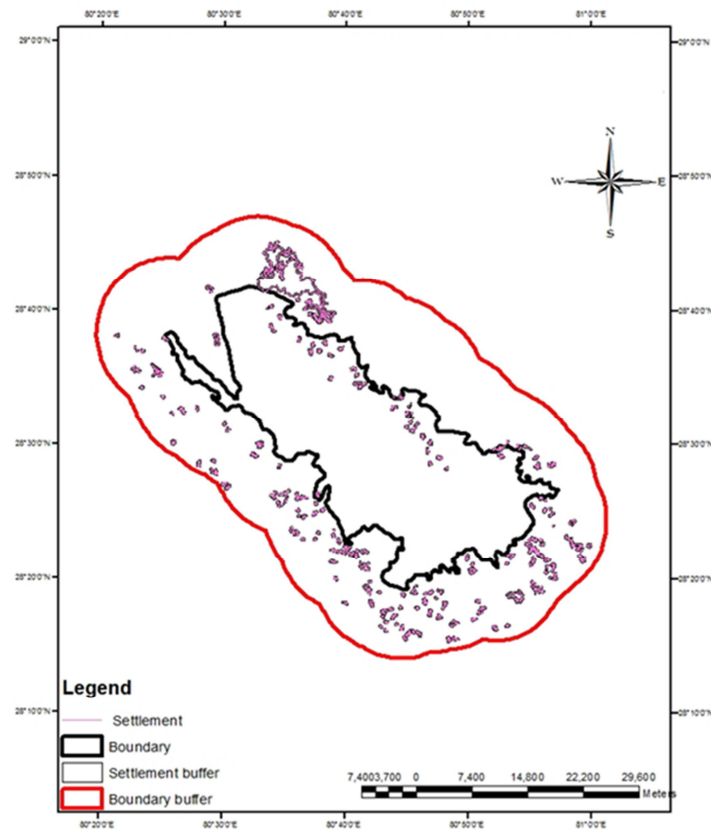 80°20'0"E 80°30'0"E 80°40'0"E 80°50'0"E 81°0'0"E
29°0'0"N 29°0'0"N
N
28°50'0"N W E 28°50'0"N
S
28°40'0"N 28°40'0"N
28°30'0"N 28°30'0"N
28°20'0"N 28°20'0"N
Legend
28°10'0"N 28°10'0"N
Settlement
Boundary
Settlement buffer
Boundary buffer
7,4003,700 0 7,400 14,800 22,200 29,600
Meters
80°20'0"E 80°30'0"E 80°40'0"E 80°50'0"E 81°0'0"E